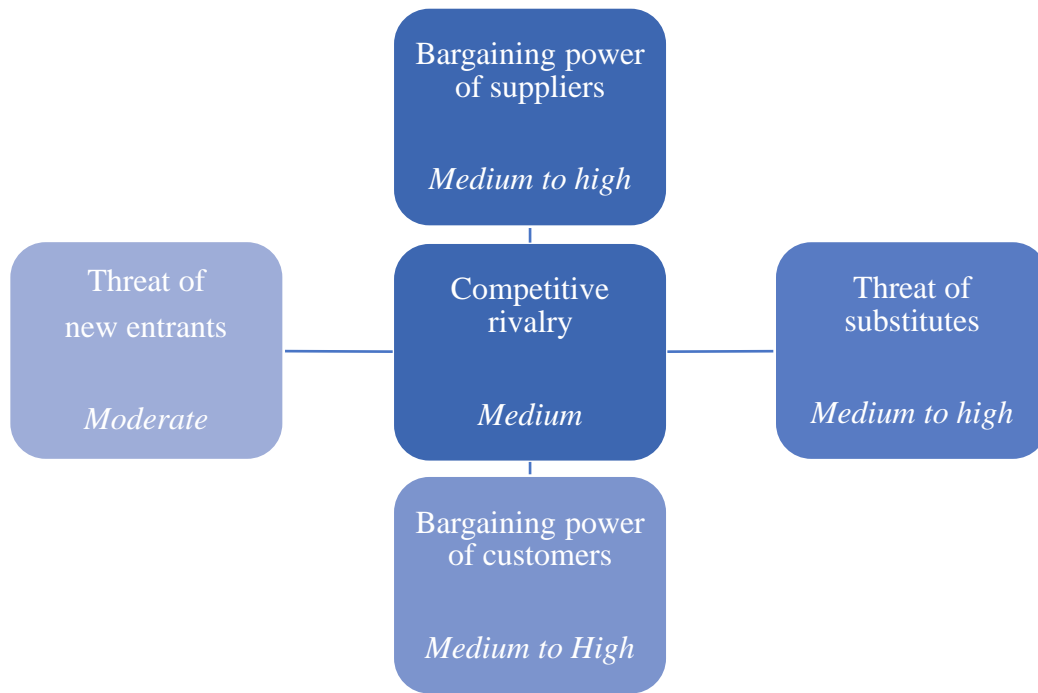 Bargaining power
of suppliers
Medium to high
Threat of
new entrants
Moderate
Competitive
rivalry
Medium
Threat of
substitutes
Medium to high
Bargaining power
of customers
Medium to High